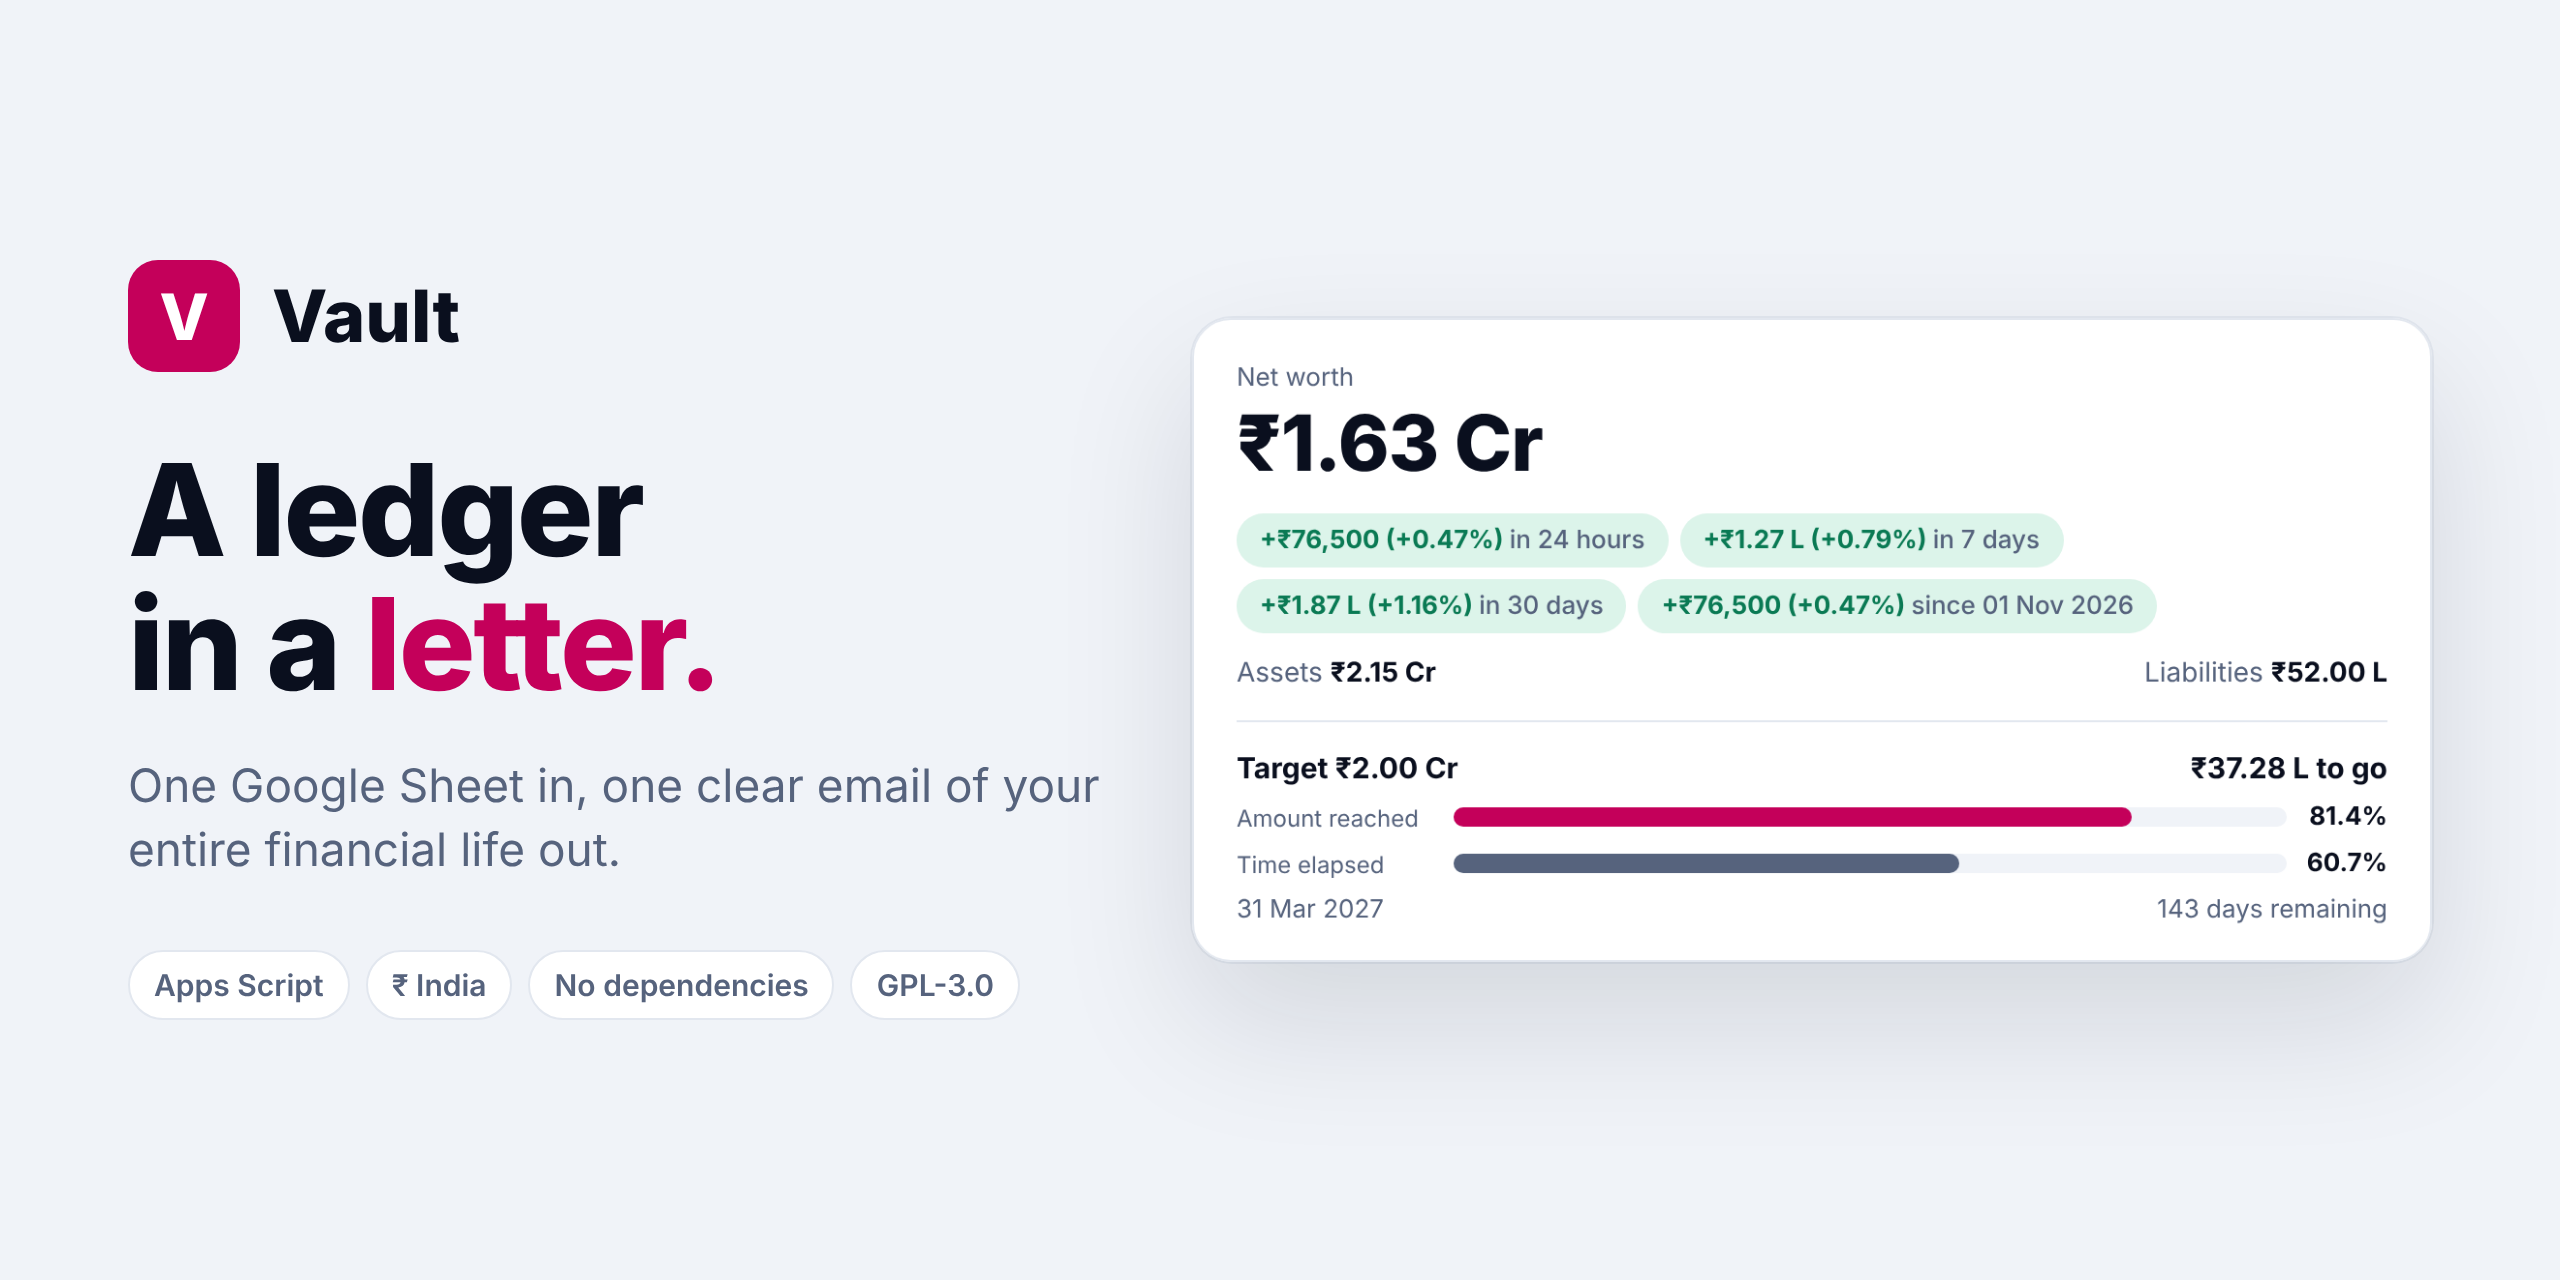 V
Vault
A ledger
in a letter.
One Google Sheet in, one clear email of your
entire financial life out.
Apps Script
₹ India
No dependencies
GPL-3.0
Net worth
₹1.63 Cr
+₹76,500 (+0.47%) in 24 hours
+₹1.27 L (+0.79%) in 7 days
+₹1.87 L (+1.16%) in 30 days
+₹76,500 (+0.47%) since 01 Nov 2026
Assets ₹2.15 Cr
Liabilities ₹52.00 L
Target ₹2.00 Cr
₹37.28 L to go
Amount reached
81.4%
Time elapsed
60.7%
31 Mar 2027
143 days remaining